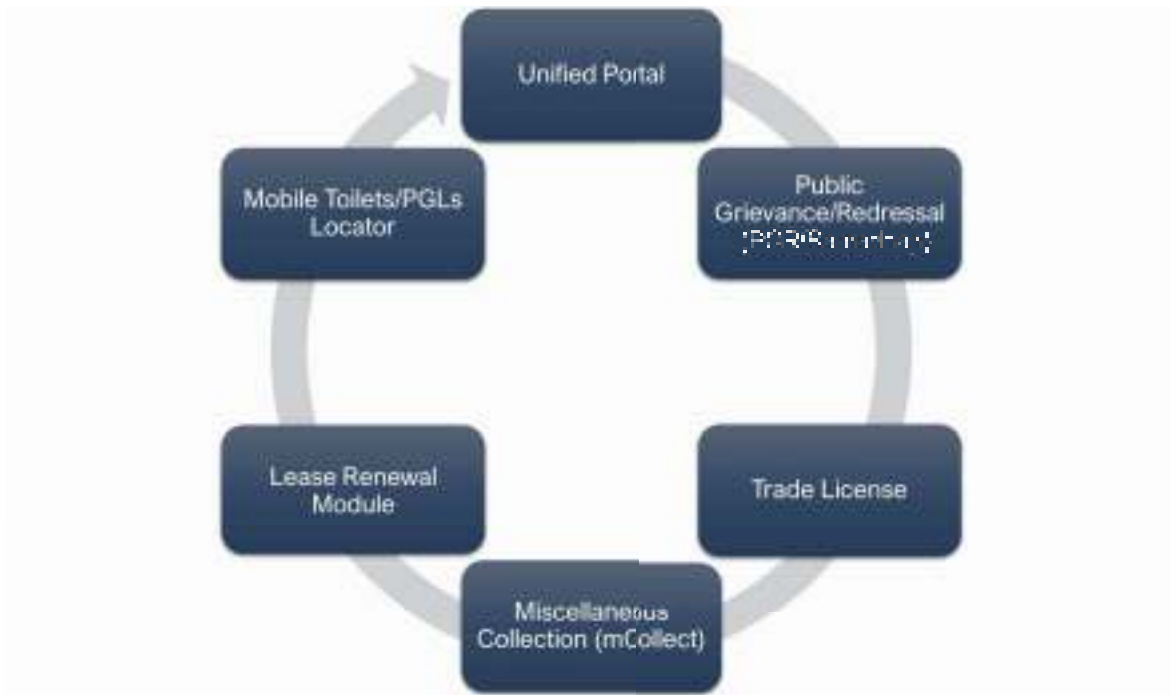 Unified Portal
Public
Grievance/Redressal
Trade License
Miscellaneous
Collection (mCollect)
Lease Renewal
Module
Mobile Toilets/PGLs
Locator